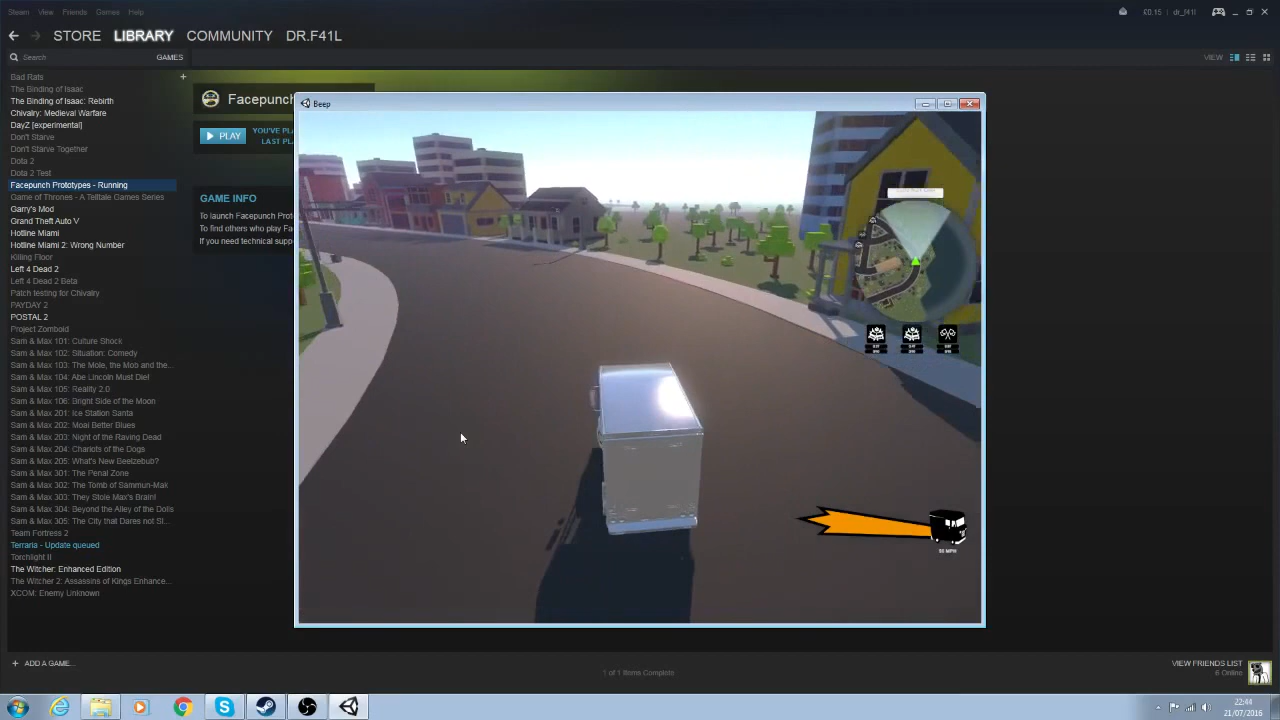 Steam View Friends Games Help
£0.15 dr_f41l
STORE LIBRARY COMMUNITY DR.F41L
Search GAMES
VIEW
Bad Rats
The Binding of Isaac
The Binding of Isaac: Rebirth
Chivalry: Medieval Warfare
DayZ [experimental]
Don't Starve
Don't Starve Together
Dota 2
Dota 2 Test
Facepunch Prototypes - Running
Game of Thrones - A Telltale Games Series
Garry's Mod
Grand Theft Auto V
Hotline Miami
Hotline Miami 2: Wrong Number
Killing Floor
Left 4 Dead 2
Left 4 Dead 2 Beta
Patch testing for Chivalry
PAYDAY 2
POSTAL 2
Project Zomboid
Sam & Max 101: Culture Shock
Sam & Max 102: Situation: Comedy
Sam & Max 103: The Mole, the Mob and the...
Sam & Max 104: Abe Lincoln Must Die!
Sam & Max 105: Reality 2.0
Sam & Max 106: Bright Side of the Moon
Sam & Max 201: Ice Station Santa
Sam & Max 202: Moai Better Blues
Sam & Max 203: Night of the Raving Dead
Sam & Max 204: Chariots of the Dogs
Sam & Max 205: What's New Beelzebub?
Sam & Max 301: The Penal Zone
Sam & Max 302: The Tomb of Sammun-Mak
Sam & Max 303: They Stole Max's Brain!
Sam & Max 304: Beyond the Alley of the Dolls
Sam & Max 305: The City that Dares not Sl...
Team Fortress 2
Terraria - Update queued
Torchlight II
The Witcher: Enhanced Edition
The Witcher 2: Assassins of Kings Enhance...
XCOM: Enemy Unknown
Facepunch
PLAY
YOU'VE PLA
LAST PL
GAME INFO
To launch Facepunch Prot
To find others who play Fa
If you need technical supp
Beep
50 MPH
ADD A GAME...
1 of 1 Items Complete
VIEW FRIENDS LIST
6 Online
22:44
21/07/2016